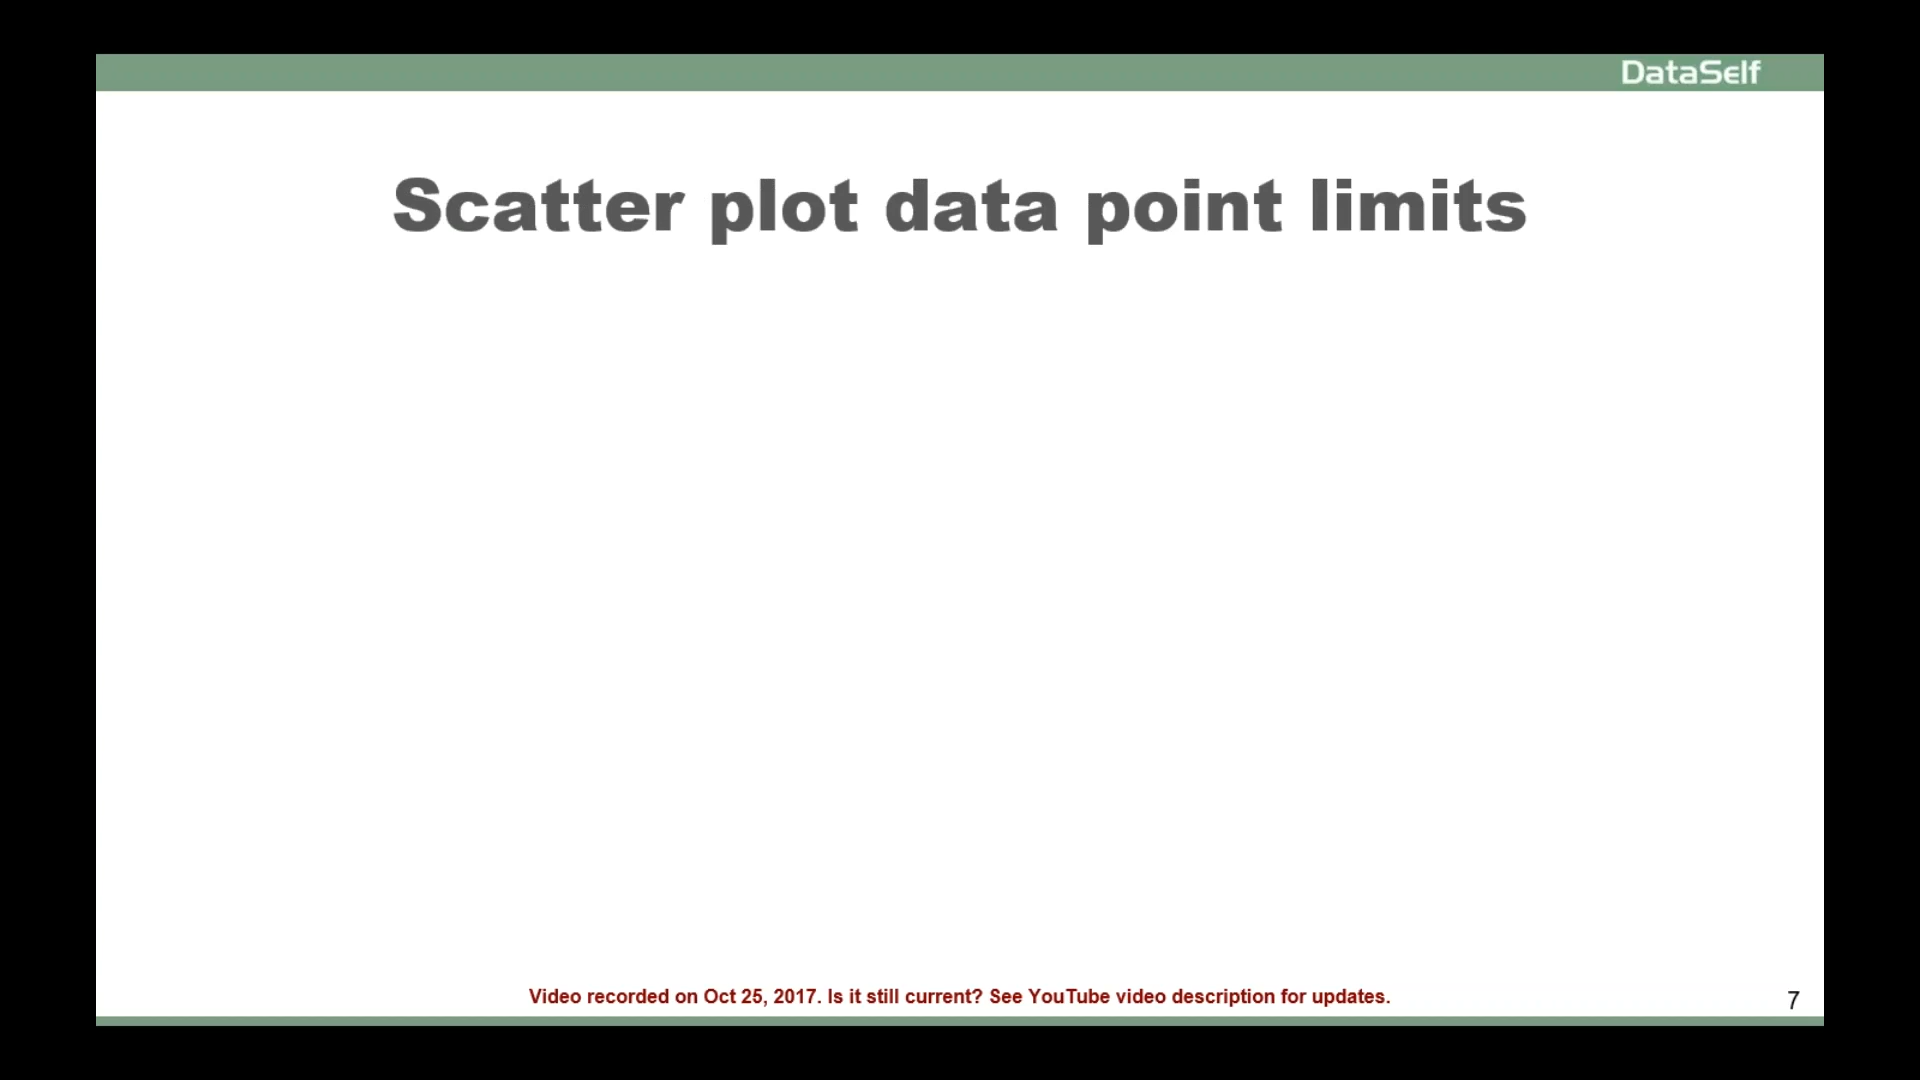 DataSelf
Scatter plot data point limits
Video recorded on Oct 25, 2017. Is it still current? See YouTube video description for updates.
7